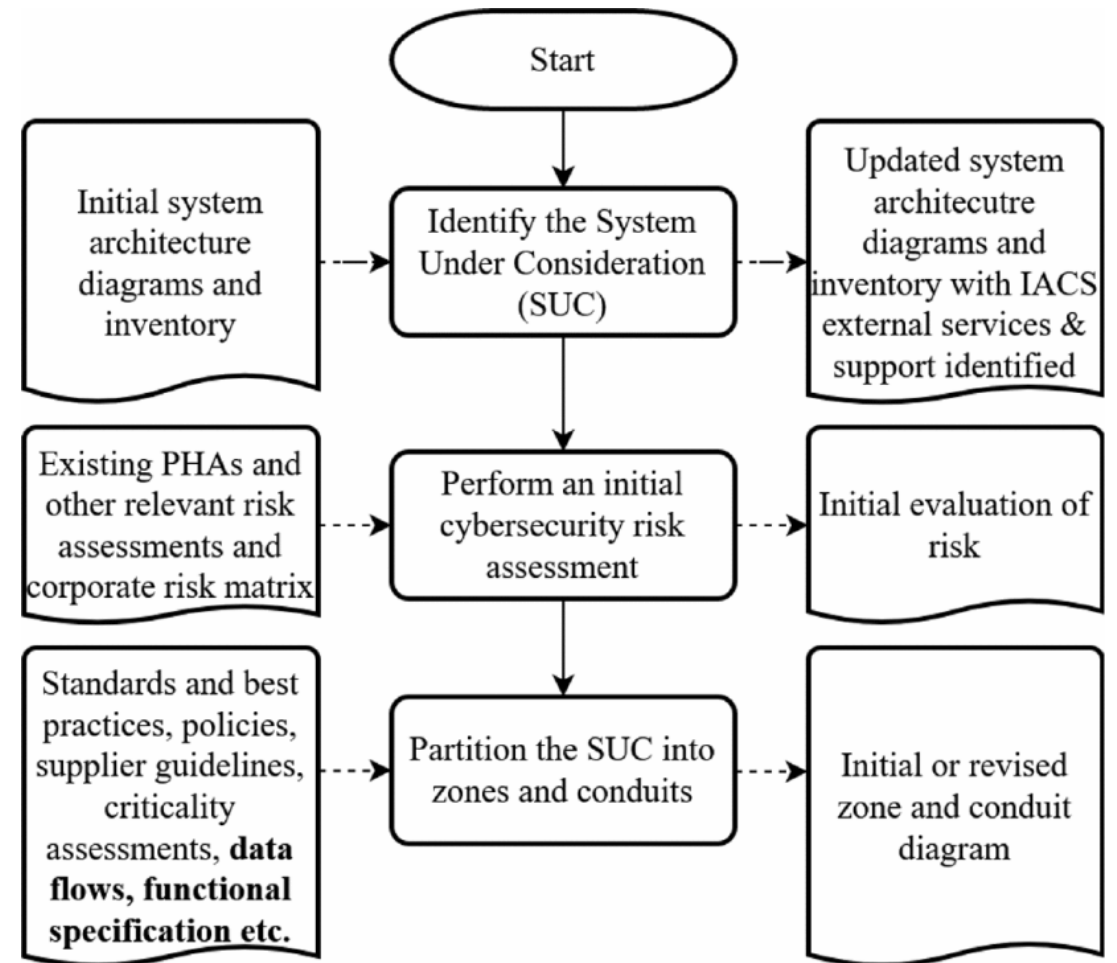 Start
Initial system
architecture
diagrams and
inventory
Identify the System
Under Consideration
(SUC)
Updated system
architecutre
diagrams and
inventory with IACS
external services &
support identified
Existing PHAs and
other relevant risk
assessments and
corporate risk matrix
Perform an initial
cybersecurity risk
assessment
Initial evaluation of
risk
Standards and best
practices, policies,
supplier guidelines,
criticality
assessments, data
flows, functional
specification etc.
Partition the SUC into
zones and conduits
Initial or revised
zone and conduit
diagram